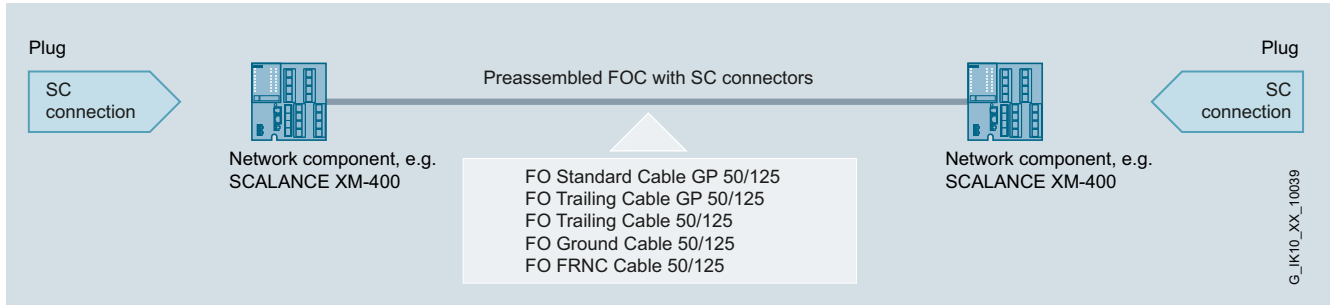 Plug
SC
connection
Preassembled FOC with SC connectors
Plug
SC
connection
Network component, e.g.
SCALANCE XM-400
Network component, e.g.
SCALANCE XM-400
FO Standard Cable GP 50/125
FO Trailing Cable GP 50/125
FO Trailing Cable 50/125
FO Ground Cable 50/125
FO FRNC Cable 50/125
G_IK10_XX_10039